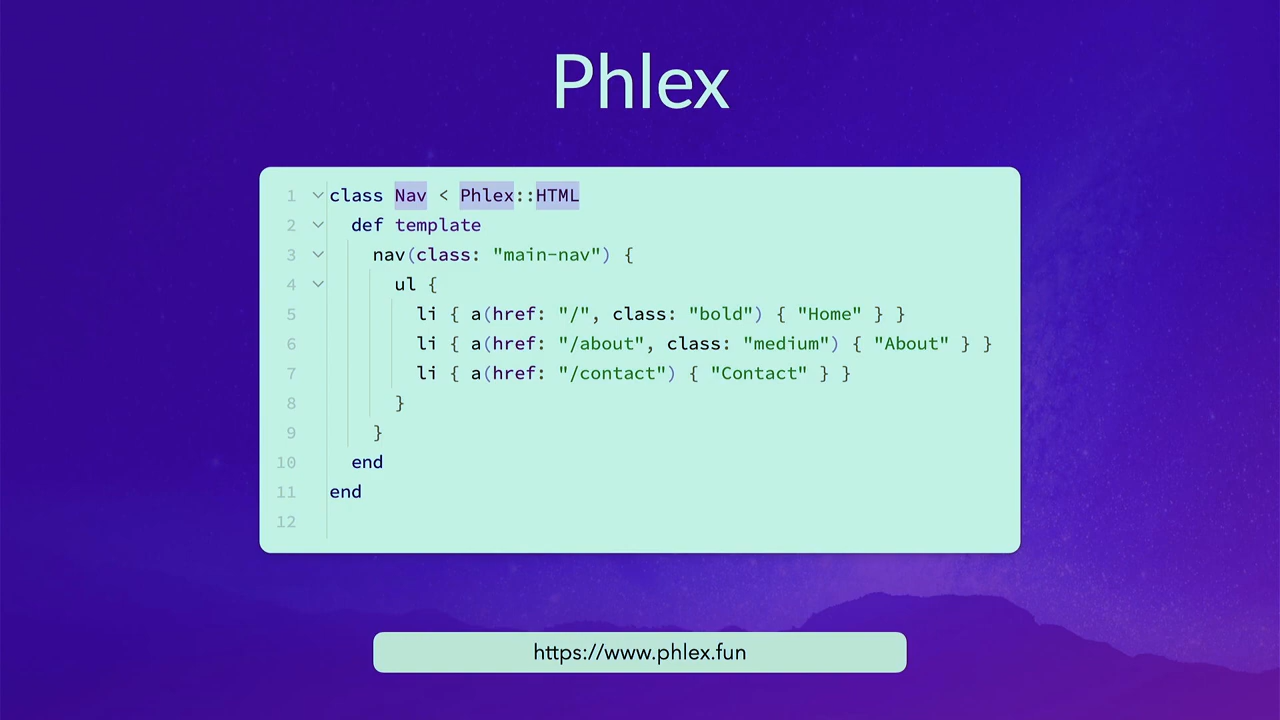 Phlex
1 class Nav < Phlex::HTML
2   def template
3     nav(class: "main-nav") {
4       ul {
5         li { a(href: "/", class: "bold") { "Home" } }
6         li { a(href: "/about", class: "medium") { "About" } }
7         li { a(href: "/contact") { "Contact" } }
8       }
9     }
10   end
11 end
12
https://www.phlex.fun